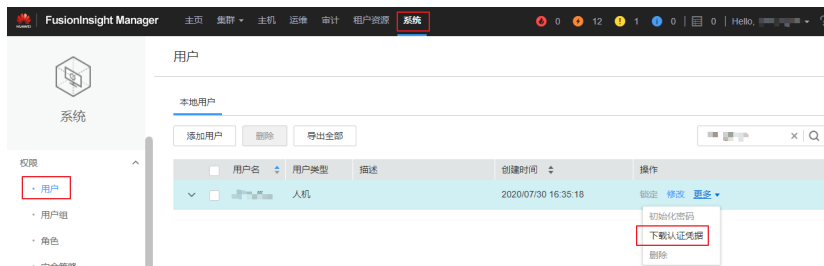 HUAWEI FusionInsight Manager 主页 集群 主机 运维 审计 租户资源 系统 0 12 1 0 0 Hello,
用户
系统
本地用户
添加用户 删除 导出全部
权限
用户名 用户类型 描述 创建时间 操作
用户
人机 2020/07/30 16:35:18 锁定 修改 更多
用户组
初始化密码
角色
下载认证凭据
删除
安全策略